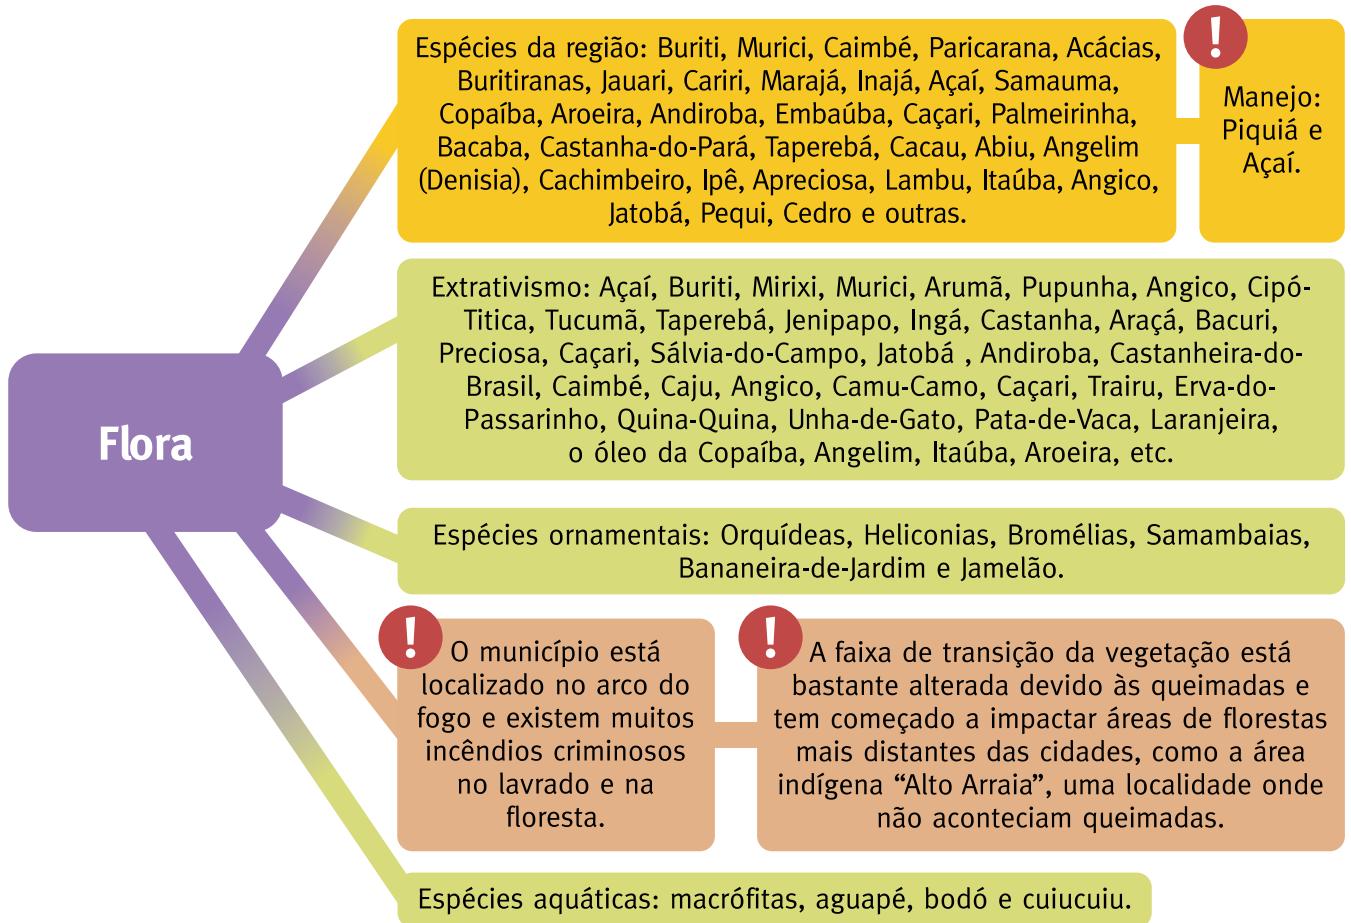 Flora
Espécies da região: Buriti, Murici, Caimbé, Paricarana, Acácias,
Buritiranas, Jauari, Cariri, Marajá, Inajá, Açaí, Samauma,
Copaíba, Aroeira, Andiroba, Embaúba, Caçari, Palmeirinha,
Bacaba, Castanha-do-Pará, Taperebá, Cacau, Abiu, Angelim
(Denisia), Cachimbeiro, Ipê, Apreciosa, Lambu, Itaúba, Angico,
Jatobá, Pequi, Cedro e outras.
!
Manejo:
Piquiá e
Açaí.
Extrativismo: Açaí, Buriti, Mirixi, Murici, Arumã, Pupunha, Angico, Cipó-
Titica, Tucumã, Taperebá, Jenipapo, Ingá, Castanha, Araçá, Bacuri,
Preciosa, Caçari, Sálvia-do-Campo, Jatobá , Andiroba, Castanheira-do-
Brasil, Caimbé, Caju, Angico, Camu-Camo, Caçari, Trairu, Erva-do-
Passarinho, Quina-Quina, Unha-de-Gato, Pata-de-Vaca, Laranjeira,
o óleo da Copaíba, Angelim, Itaúba, Aroeira, etc.
Espécies ornamentais: Orquídeas, Heliconias, Bromélias, Samambaias,
Bananeira-de-Jardim e Jamelão.
!
O município está
localizado no arco do
fogo e existem muitos
incêndios criminosos
no lavrado e na
floresta.
!
A faixa de transição da vegetação está
bastante alterada devido às queimadas e
tem começado a impactar áreas de florestas
mais distantes das cidades, como a área
indígena “Alto Arraia”, uma localidade onde
não aconteciam queimadas.
Espécies aquáticas: macrófitas, aguapé, bodó e cuiucuiu.